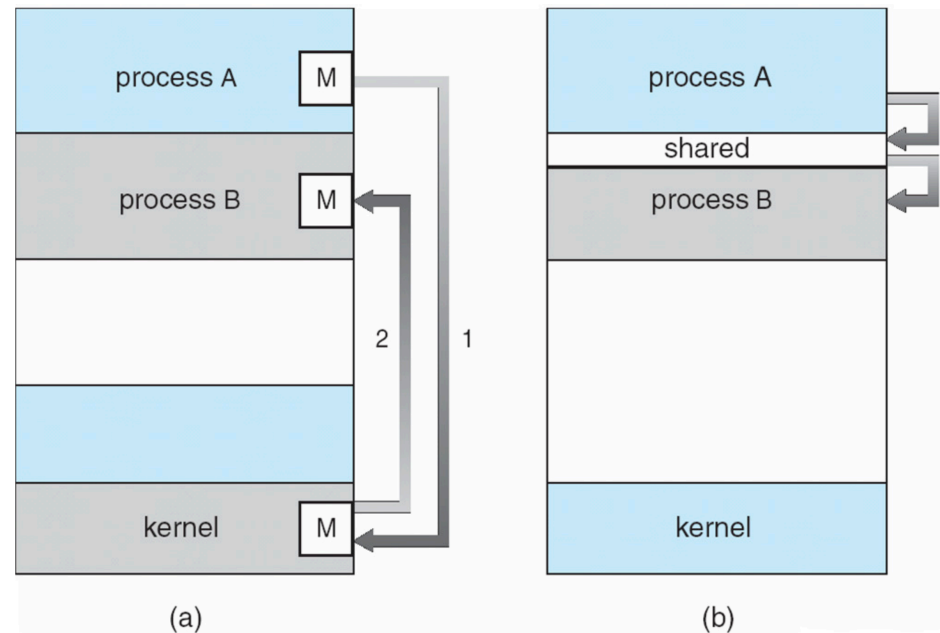 process A
M
process B
M
2
1
kernel
M
(a)
process A
shared
process B
kernel
(b)